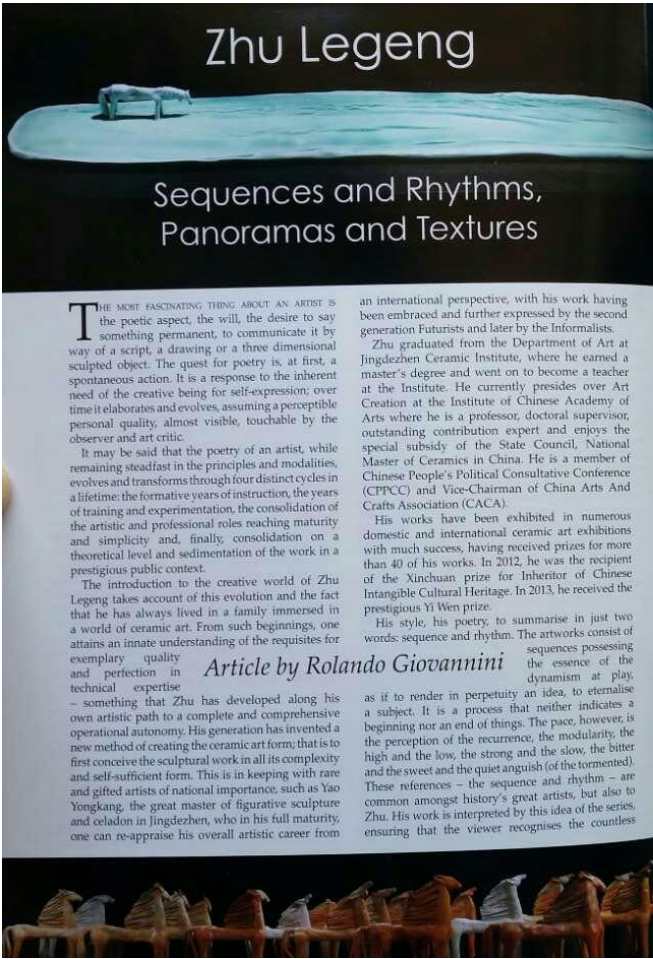 Zhu Legeng
Sequences and Rhythms,
Panoramas and Textures
THE MOST FASCINATING THING ABOUT AN ARTIST IS
the poetic aspect, the will, the desire to say
something permanent, to communicate it by
way of a script, a drawing or a three dimensional
sculpted object. The quest for poetry is, at first, a
spontaneous action. It is a response to the inherent
need of the creative being for self-expression; over
time it elaborates and evolves, assuming a perceptible
personal quality, almost visible, touchable by the
observer and art critic.
It may be said that the poetry of an artist, while
remaining steadfast in the principles and modalities,
evolves and transforms through four distinct cycles in
a lifetime: the formative years of instruction, the years
of training and experimentation, the consolidation of
the artistic and professional roles reaching maturity
and simplicity and, finally, consolidation on a
theoretical level and sedimentation of the work in a
prestigious public context.
The introduction to the creative world of Zhu
Legeng takes account of this evolution and the fact
that he has always lived in a family immersed in
a world of ceramic art. From such beginnings, one
attains an innate understanding of the requisites for
exemplary quality
and perfection in
technical expertise
– something that Zhu has developed along his
own artistic path to a complete and comprehensive
operational autonomy. His generation has invented a
new method of creating the ceramic art form; that is to
first conceive the sculptural work in all its complexity
and self-sufficient form. This is in keeping with rare
and gifted artists of national importance, such as Yao
Yongkang, the great master of figurative sculpture
and celadon in Jingdezhen, who in his full maturity,
one can re-appraise his overall artistic career from
Article by Rolando Giovannini
an international perspective, with his work having
been embraced and further expressed by the second
generation Futurists and later by the Informalists.
Zhu graduated from the Department of Art at
Jingdezhen Ceramic Institute, where he earned a
master's degree and went on to become a teacher
at the Institute. He currently presides over Art
Creation at the Institute of Chinese Academy of
Arts where he is a professor, doctoral supervisor,
outstanding contribution expert and enjoys the
special subsidy of the State Council, National
Master of Ceramics in China. He is a member of
Chinese People's Political Consultative Conference
(CPPCC) and Vice-Chairman of China Arts And
Crafts Association (CACA).
His works have been exhibited in numerous
domestic and international ceramic art exhibitions
with much success, having received prizes for more
than 40 of his works. In 2012, he was the recipient
of the Xinchuan prize for Inheritor of Chinese
Intangible Cultural Heritage. In 2013, he received the
prestigious Yi Wen prize.
His style, his poetry, to summarise in just two
words: sequence and rhythm. The artworks consist of
sequences possessing
the essence of the
dynamism at play,
as if to render in perpetuity an idea, to eternalise
a subject. It is a process that neither indicates a
beginning nor an end of things. The pace, however, is
the perception of the recurrence, the modularity, the
high and the low, the strong and the slow, the bitter
and the sweet and the quiet anguish (of the tormented).
These references – the sequence and rhythm – are
common amongst history's great artists, but also to
Zhu. His work is interpreted by this idea of the series,
ensuring that the viewer recognises the countless